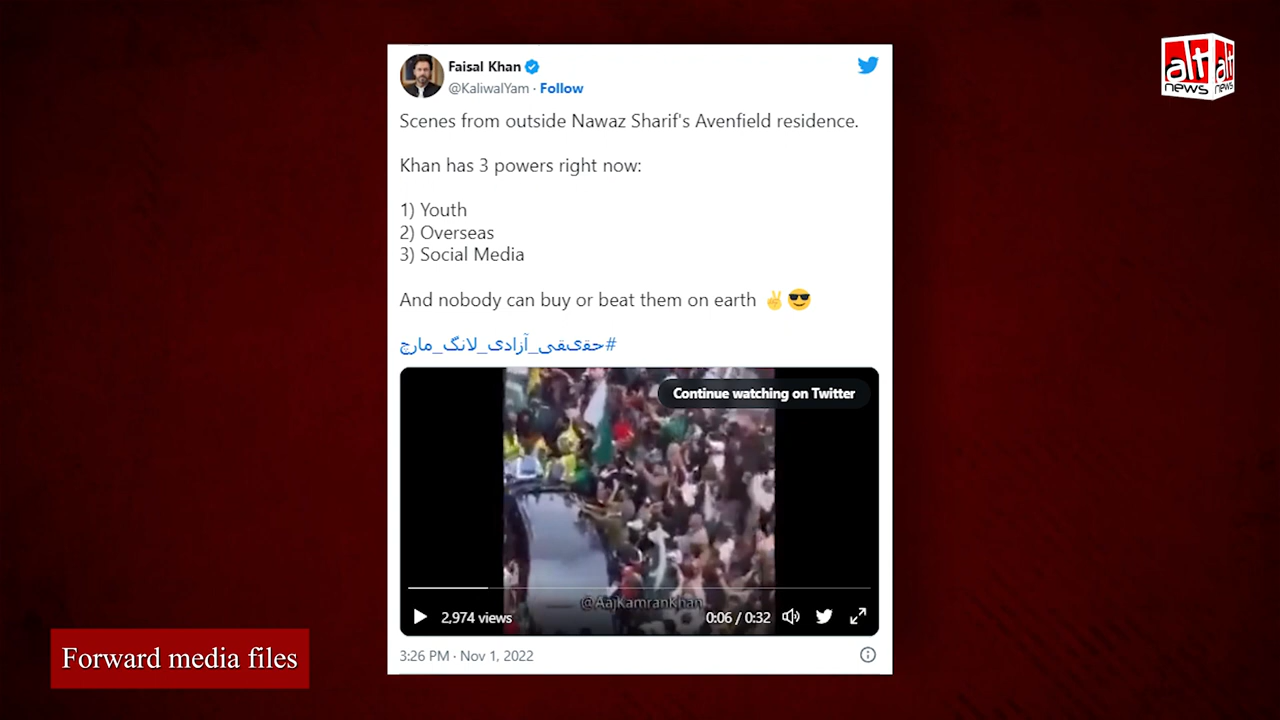 Faisal Khan
@KaliwalYam · Follow
Scenes from outside Nawaz Sharif's Avenfield residence.
Khan has 3 powers right now:
1) Youth
2) Overseas
3) Social Media
And nobody can buy or beat them on earth ✌😎
#حقیقی_آزادی_لانگ_مارچ
Continue watching on Twitter
@AajKamranKhan
2,974 views
0:06 / 0:32
3:26 PM · Nov 1, 2022
Forward media files
alt
news
alt
news